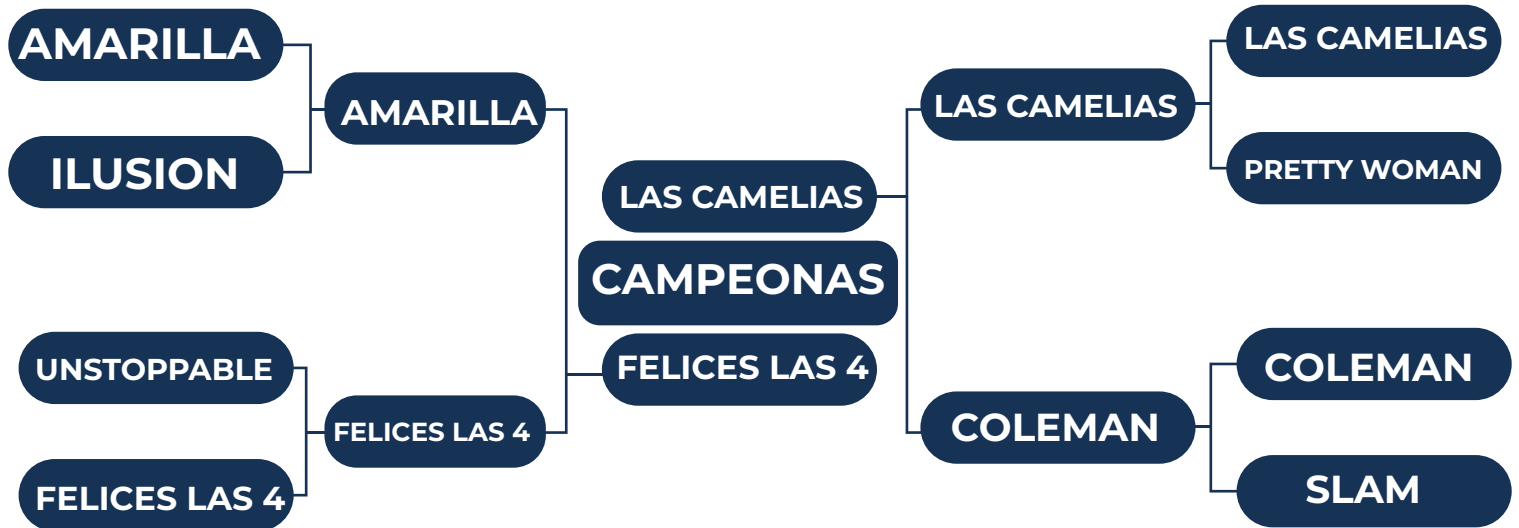 AMARILLA
ILUSION
AMARILLA
UNSTOPPABLE
FELICES LAS 4
FELICES LAS 4
LAS CAMELIAS
CAMPEONAS
FELICES LAS 4
LAS CAMELIAS
COLEMAN
LAS CAMELIAS
PRETTY WOMAN
COLEMAN
SLAM